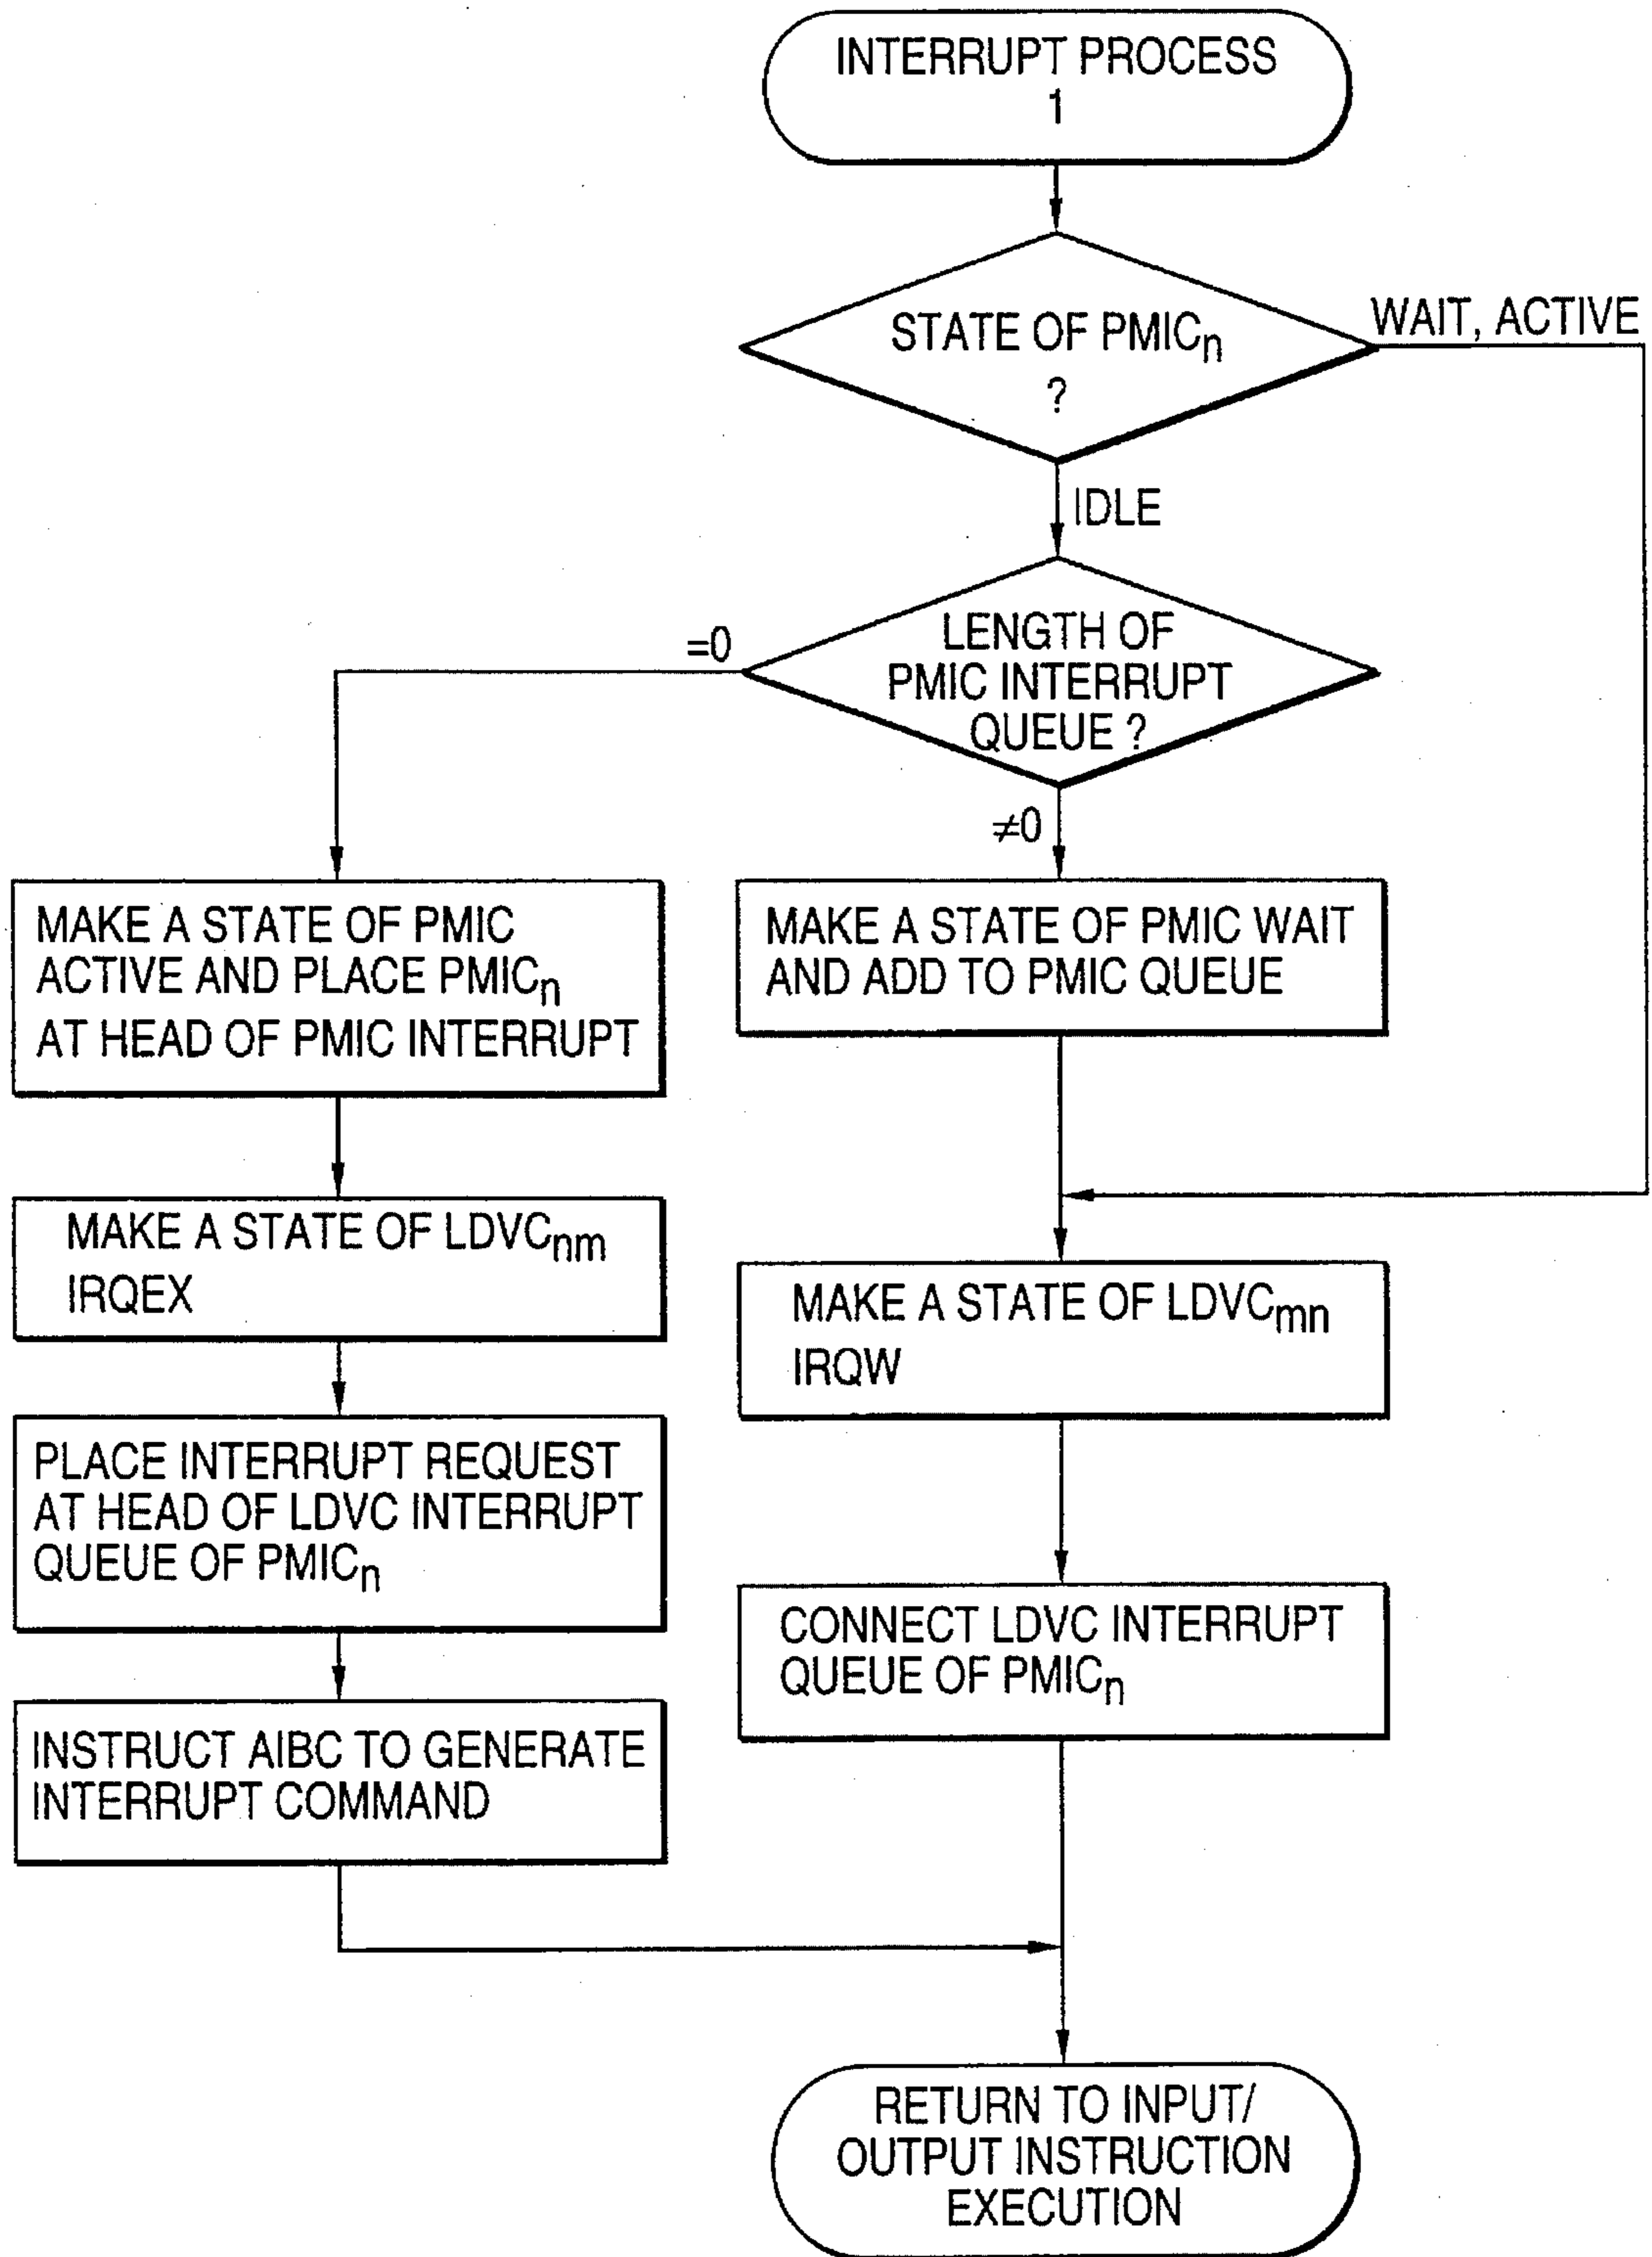 INTERRUPT PROCESS
1
STATE OF PMICn
?
WAIT, ACTIVE
IDLE
LENGTH OF
PMIC INTERRUPT
QUEUE ?
=0
≠0
MAKE A STATE OF PMIC
ACTIVE AND PLACE PMICn
AT HEAD OF PMIC INTERRUPT
MAKE A STATE OF LDVCnm
IRQEX
PLACE INTERRUPT REQUEST
AT HEAD OF LDVC INTERRUPT
QUEUE OF PMICn
INSTRUCT AIBC TO GENERATE
INTERRUPT COMMAND
MAKE A STATE OF PMIC WAIT
AND ADD TO PMIC QUEUE
MAKE A STATE OF LDVCmn
IRQW
CONNECT LDVC INTERRUPT
QUEUE OF PMICn
RETURN TO INPUT/
OUTPUT INSTRUCTION
EXECUTION